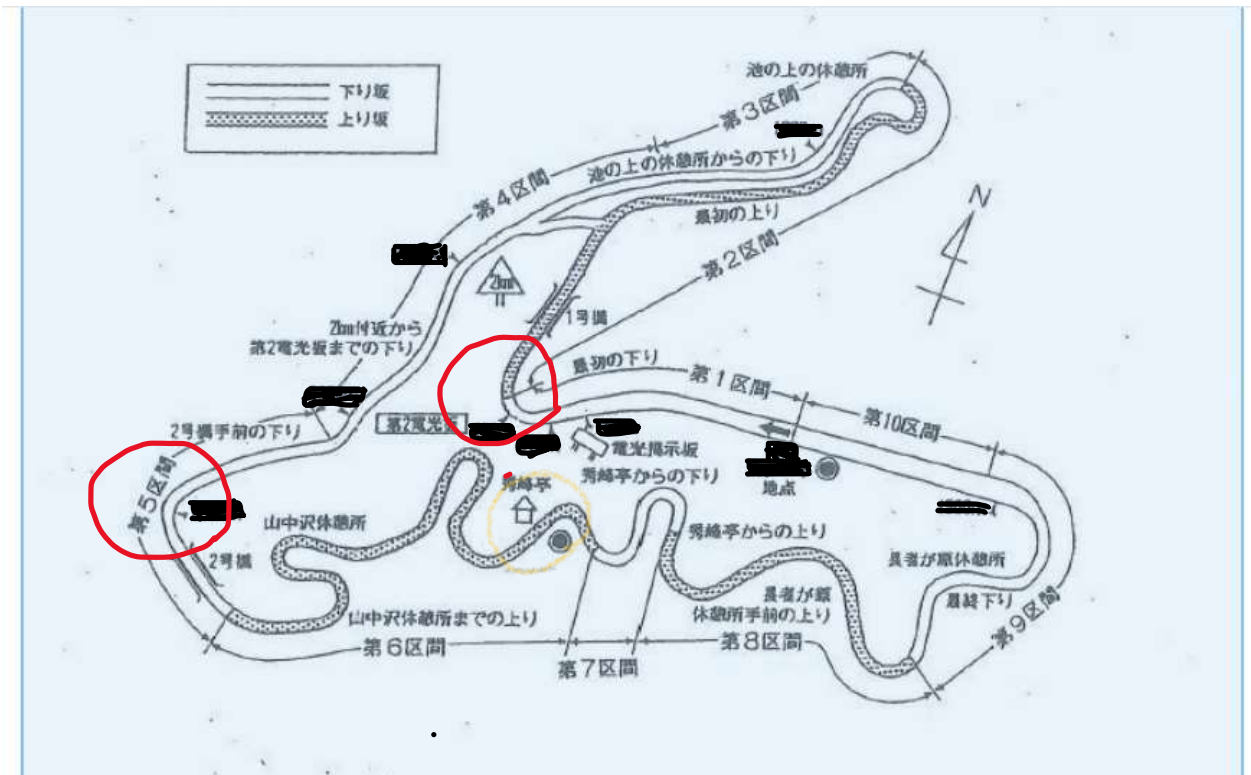 下り坂
上り坂
池の上の休憩所
第3区間
池の上の休憩所からの下り
第4区間
最初の上り
N
第2区間
2km
1号橋
2km付近から
第2電光板までの下り
最初の下り
第1区間
第10区間
2号橋手前の下り
第2電光
電光掲示板
秀峰亭からの下り
地点
秀峰亭
第5区間
山中沢休憩所
秀峰亭からの上り
2号橋
長者が原休憩所
長者が原
休憩所手前の上り
最終下り
山中沢休憩所までの上り
第9区間
第6区間
第7区間
第8区間